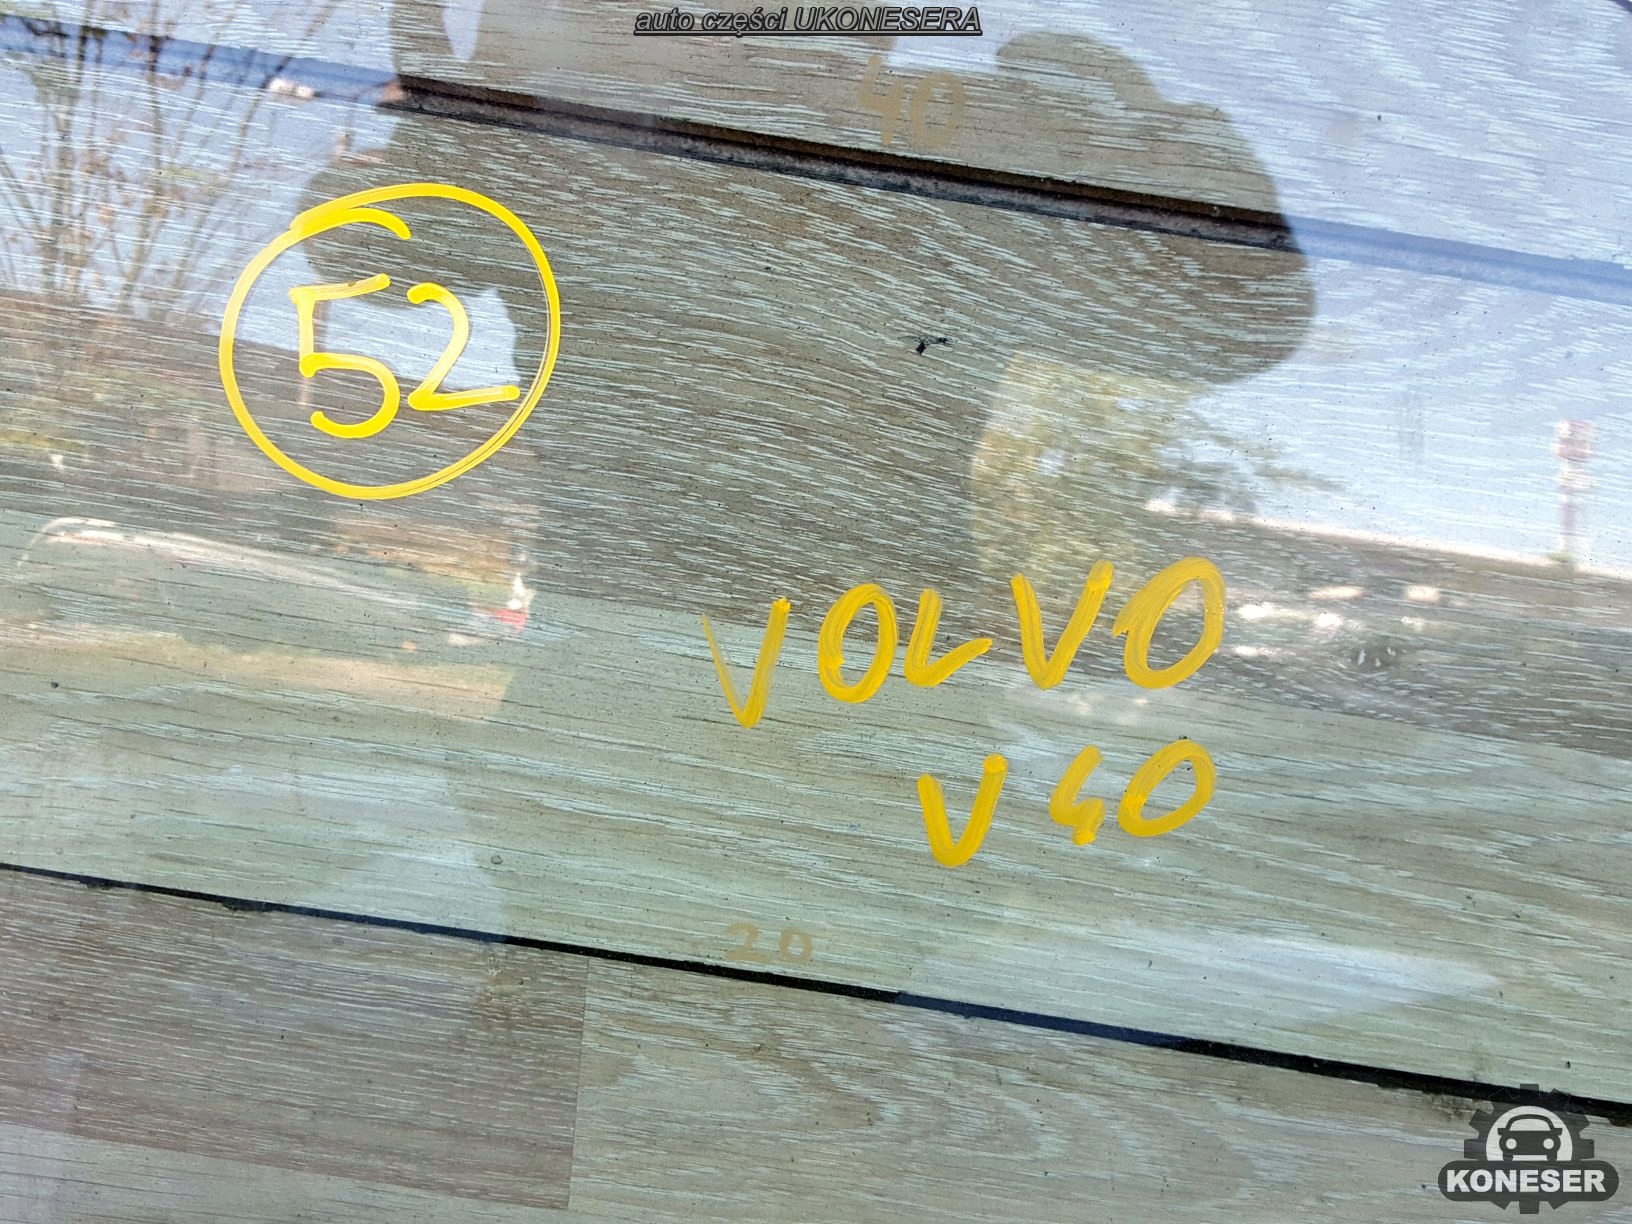 auto części UKONESERA
40
52
VOLVO
V40
20
KONESER